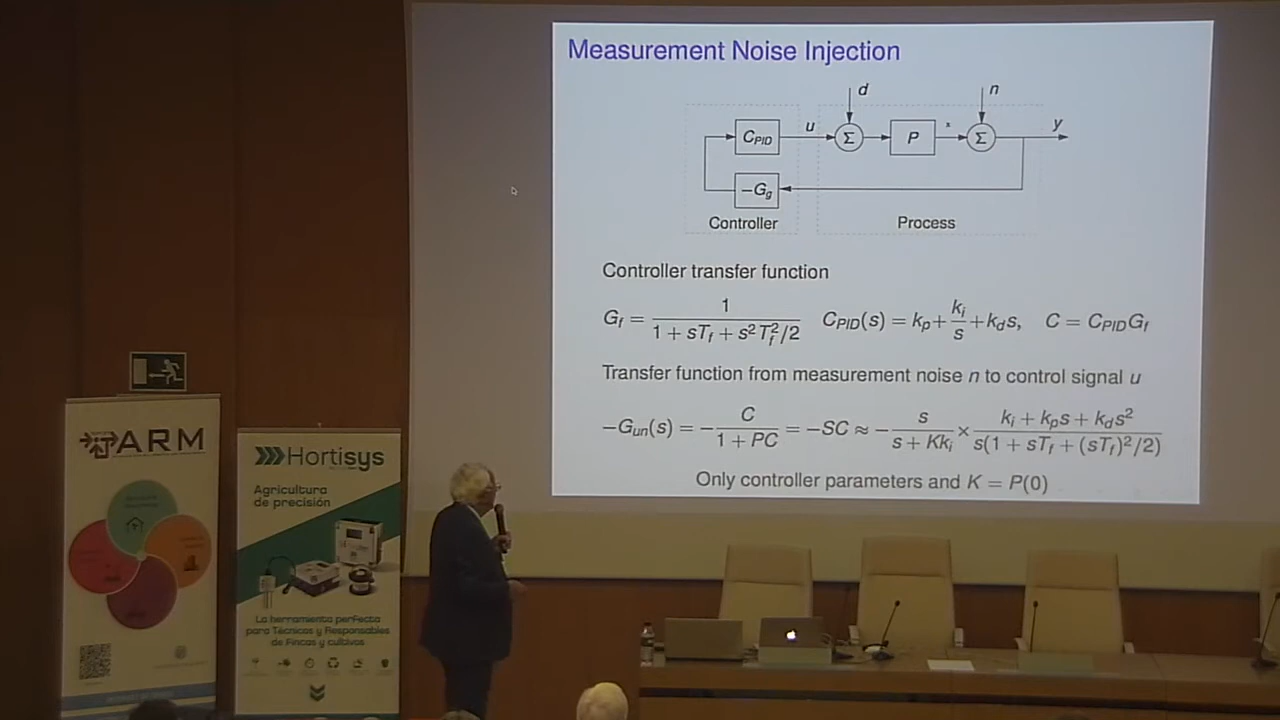 Measurement Noise Injection
d
n
C_PID
u
Σ
P
x
Σ
y
−G_g
Controller
Process
Controller transfer function
G_f = 1 / (1 + sT_f + s²T_f²/2)   C_PID(s) = k_p + k_i/s + k_d s,   C = C_PID G_f
Transfer function from measurement noise n to control signal u
−G_un(s) = − C / (1 + PC) = −SC ≈ − s / (s + Kk_i) × (k_i + k_p s + k_d s²) / (s(1 + sT_f + (sT_f)²/2))
Only controller parameters and K = P(0)
ARM
Hortisys
Agricultura
de precisión
La herramienta perfecta
para Técnicos y Responsables
de Fincas y cultivos